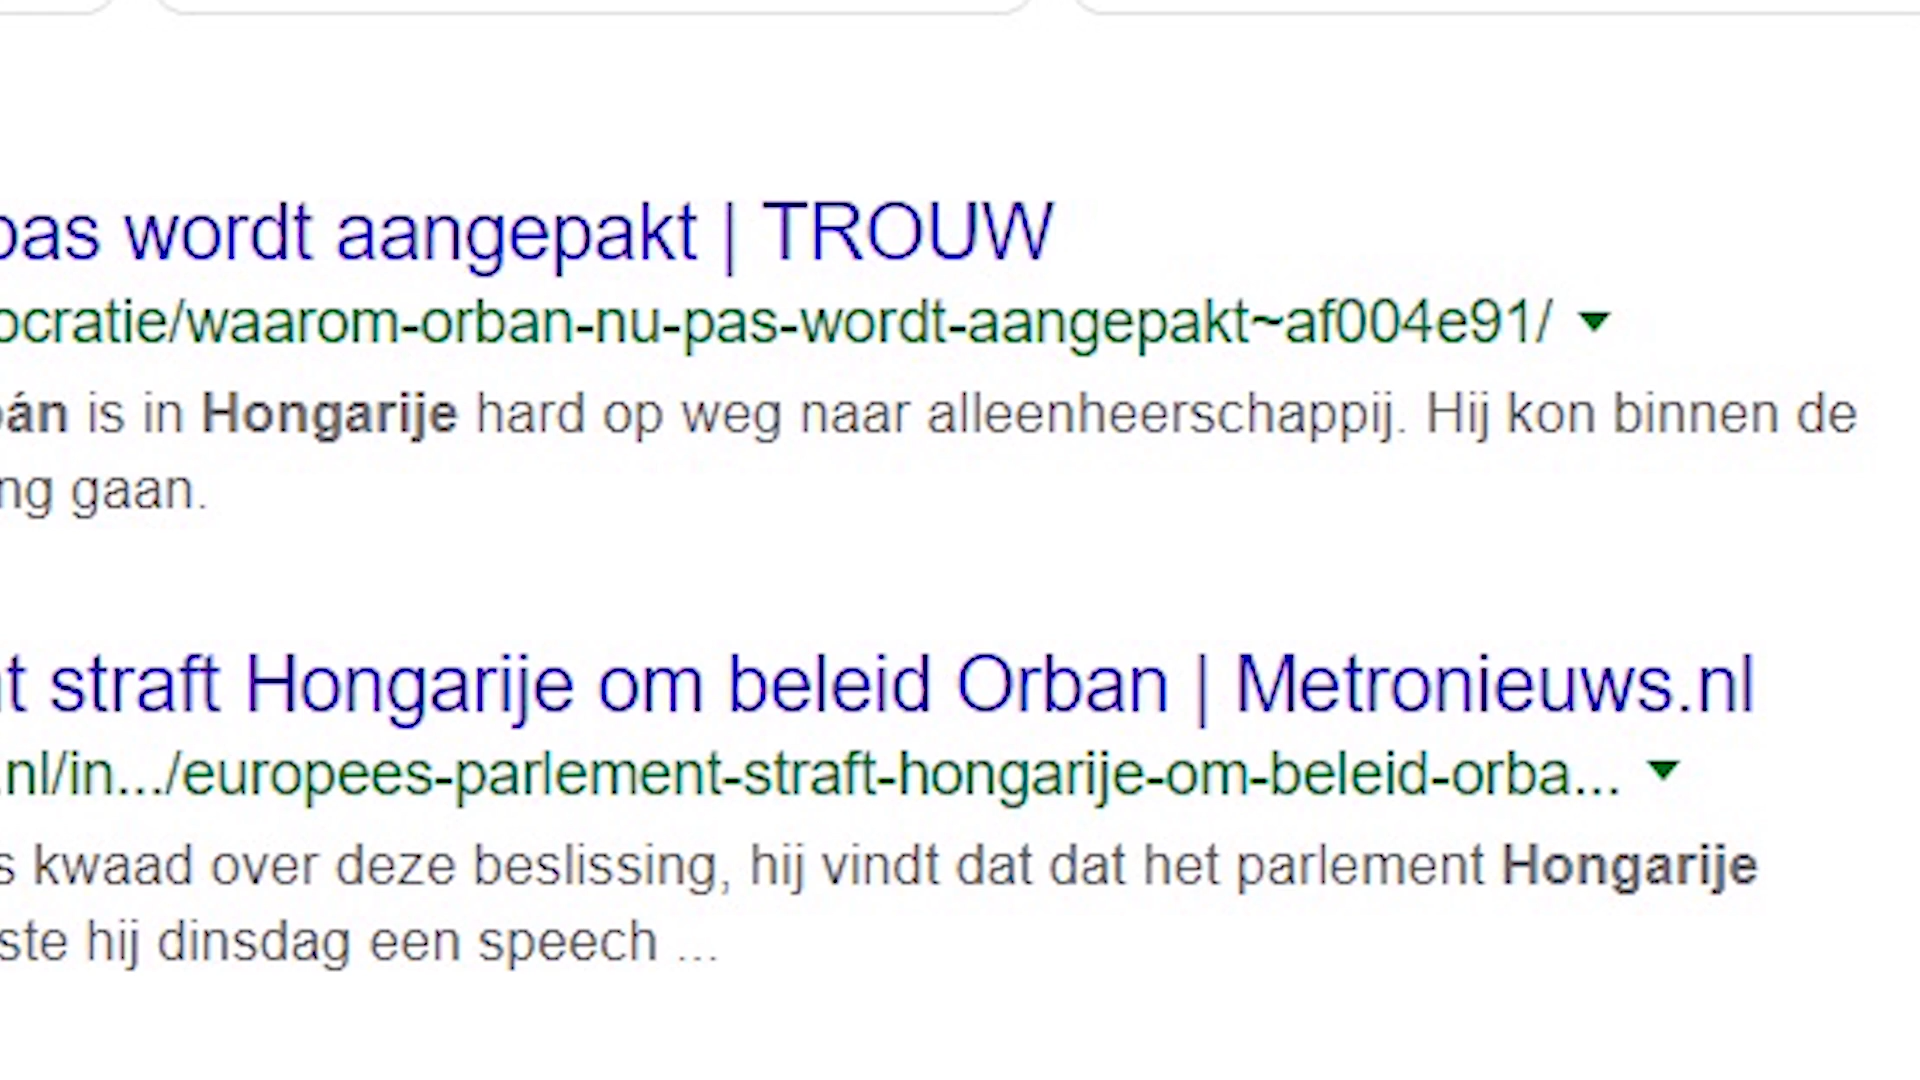 pas wordt aangepakt | TROUW
ocratie/waarom-orban-nu-pas-wordt-aangepakt~af004e91/
bán is in Hongarije hard op weg naar alleenheerschappij. Hij kon binnen de
ng gaan.
nt straft Hongarije om beleid Orban | Metronieuws.nl
.nl/in.../europees-parlement-straft-hongarije-om-beleid-orba...
s kwaad over deze beslissing, hij vindt dat dat het parlement Hongarije
ste hij dinsdag een speech ...